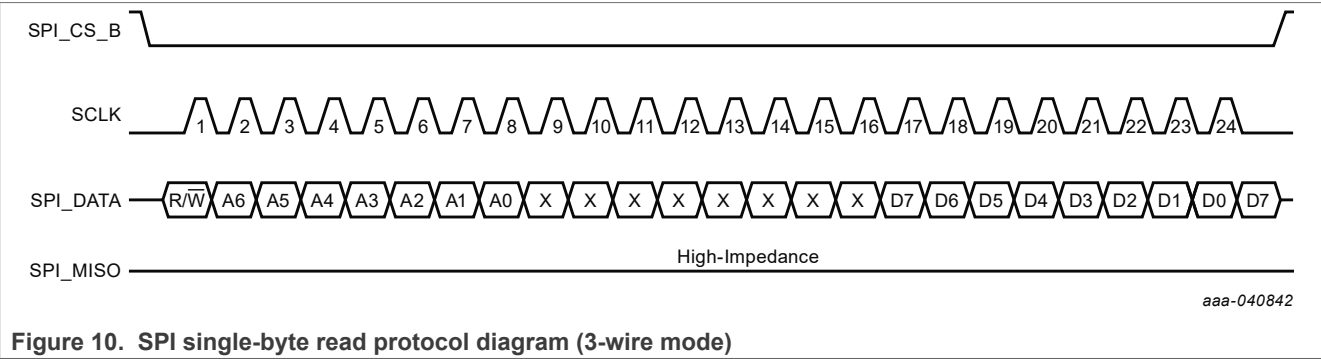 SPI_CS_B
SCLK 1 2 3 4 5 6 7 8 9 10 11 12 13 14 15 16 17 18 19 20 21 22 23 24
SPI_DATA R/W̅ A6 A5 A4 A3 A2 A1 A0 X X X X X X X X D7 D6 D5 D4 D3 D2 D1 D0 D7
High-Impedance
SPI_MISO
aaa-040842
Figure 10. SPI single-byte read protocol diagram (3-wire mode)